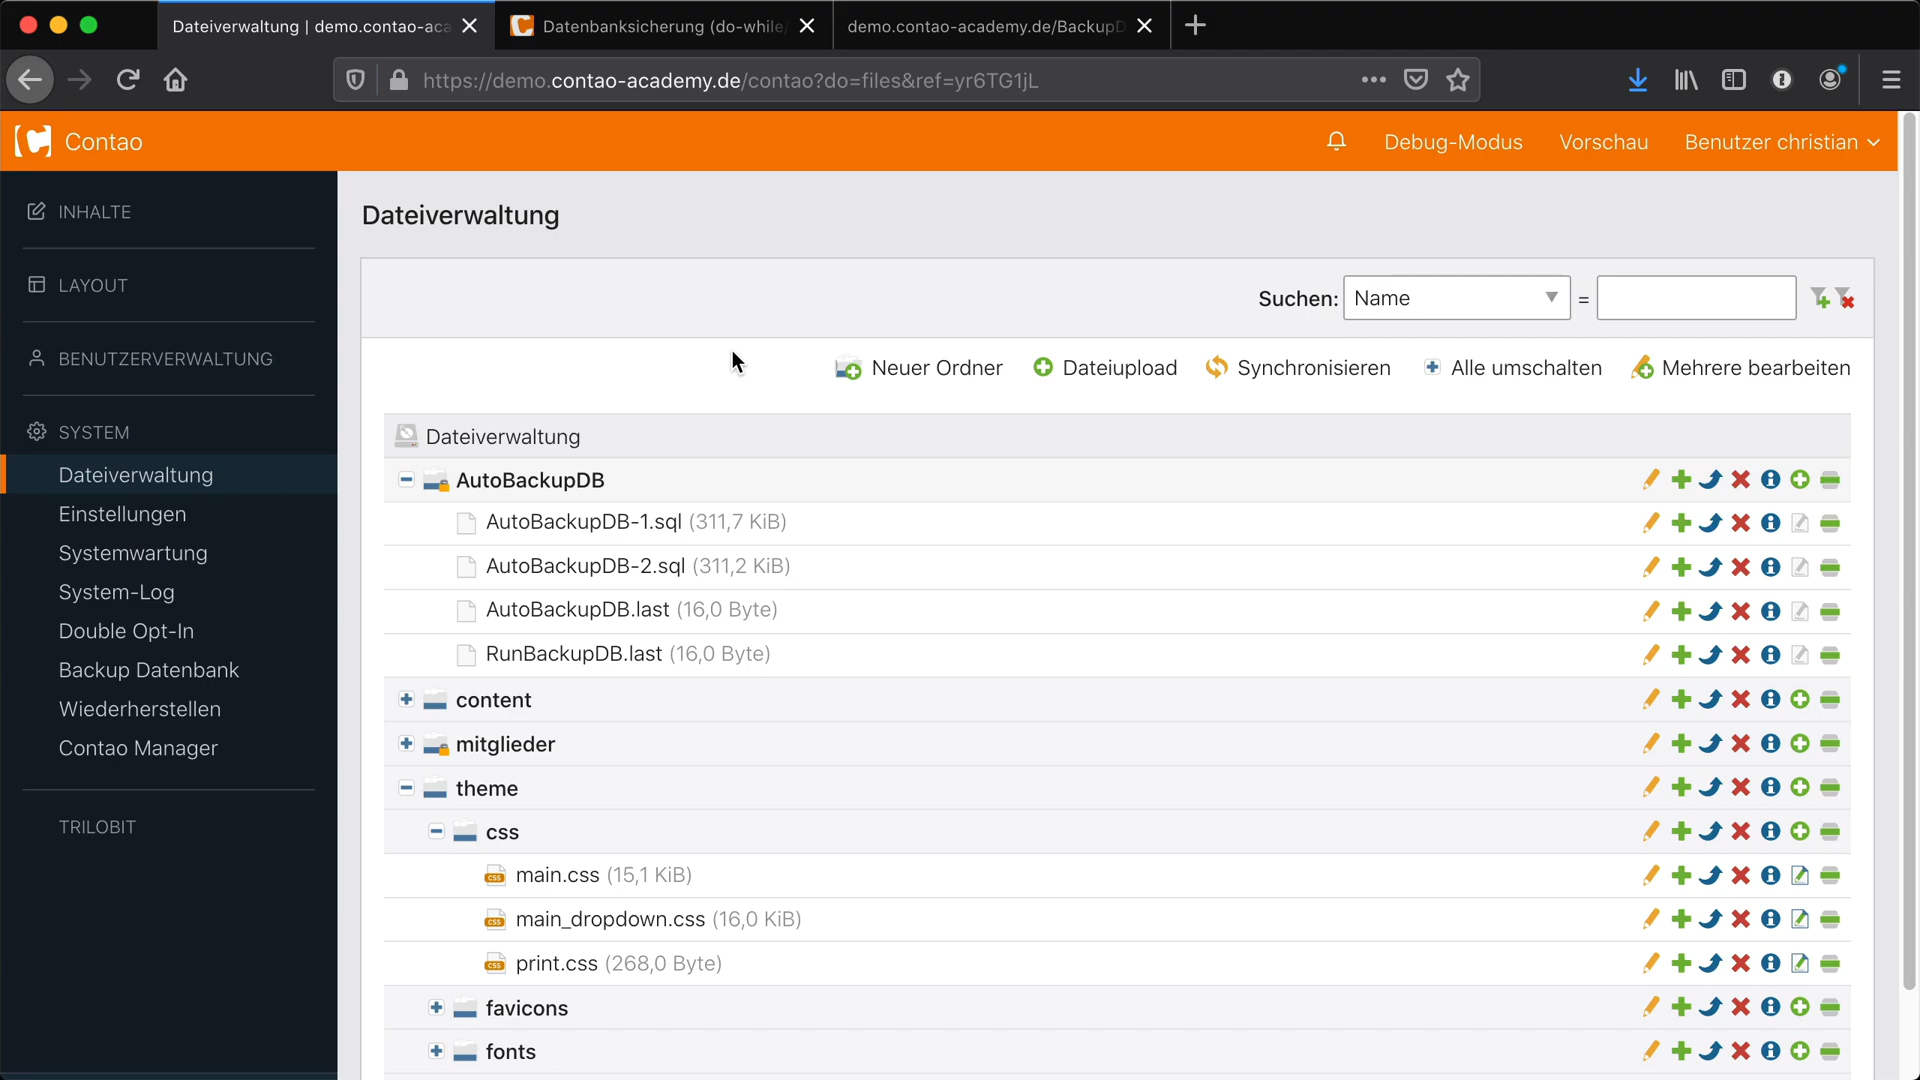 Dateiverwaltung | demo.contao-aca
Datenbanksicherung (do-while/
demo.contao-academy.de/BackupD
https://demo.contao-academy.de/contao?do=files&ref=yr6TG1jL
Contao
Debug-Modus
Vorschau
Benutzer christian
INHALTE
LAYOUT
BENUTZERVERWALTUNG
SYSTEM
Dateiverwaltung
Einstellungen
Systemwartung
System-Log
Double Opt-In
Backup Datenbank
Wiederherstellen
Contao Manager
TRILOBIT
Dateiverwaltung
Suchen: Name =
Neuer Ordner
Dateiupload
Synchronisieren
Alle umschalten
Mehrere bearbeiten
Dateiverwaltung
AutoBackupDB
AutoBackupDB-1.sql (311,7 KiB)
AutoBackupDB-2.sql (311,2 KiB)
AutoBackupDB.last (16,0 Byte)
RunBackupDB.last (16,0 Byte)
content
mitglieder
theme
css
main.css (15,1 KiB)
main_dropdown.css (16,0 KiB)
print.css (268,0 Byte)
favicons
fonts